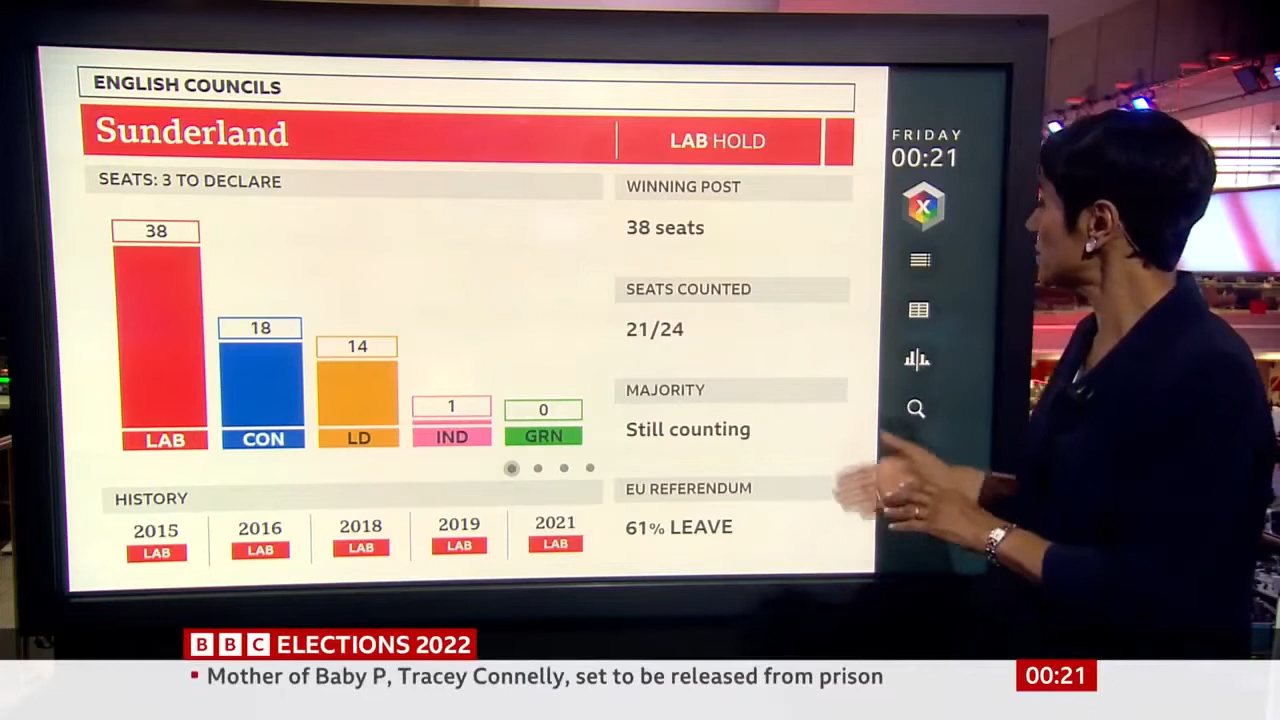 ENGLISH COUNCILS
Sunderland
LAB HOLD
SEATS: 3 TO DECLARE
38
18
14
1
0
LAB
CON
LD
IND
GRN
HISTORY
2015
2016
2018
2019
2021
LAB
LAB
LAB
LAB
LAB
WINNING POST
38 seats
SEATS COUNTED
21/24
MAJORITY
Still counting
EU REFERENDUM
61% LEAVE
FRIDAY
00:21
X
BBC ELECTIONS 2022
Mother of Baby P, Tracey Connelly, set to be released from prison
00:21